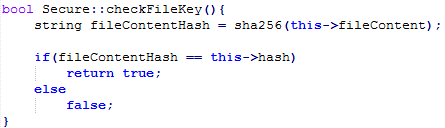 bool Secure::checkFileKey(){
    string fileContentHash = sha256(this->fileContent);

    if(fileContentHash == this->hash)
        return true;
    else
        false;
}